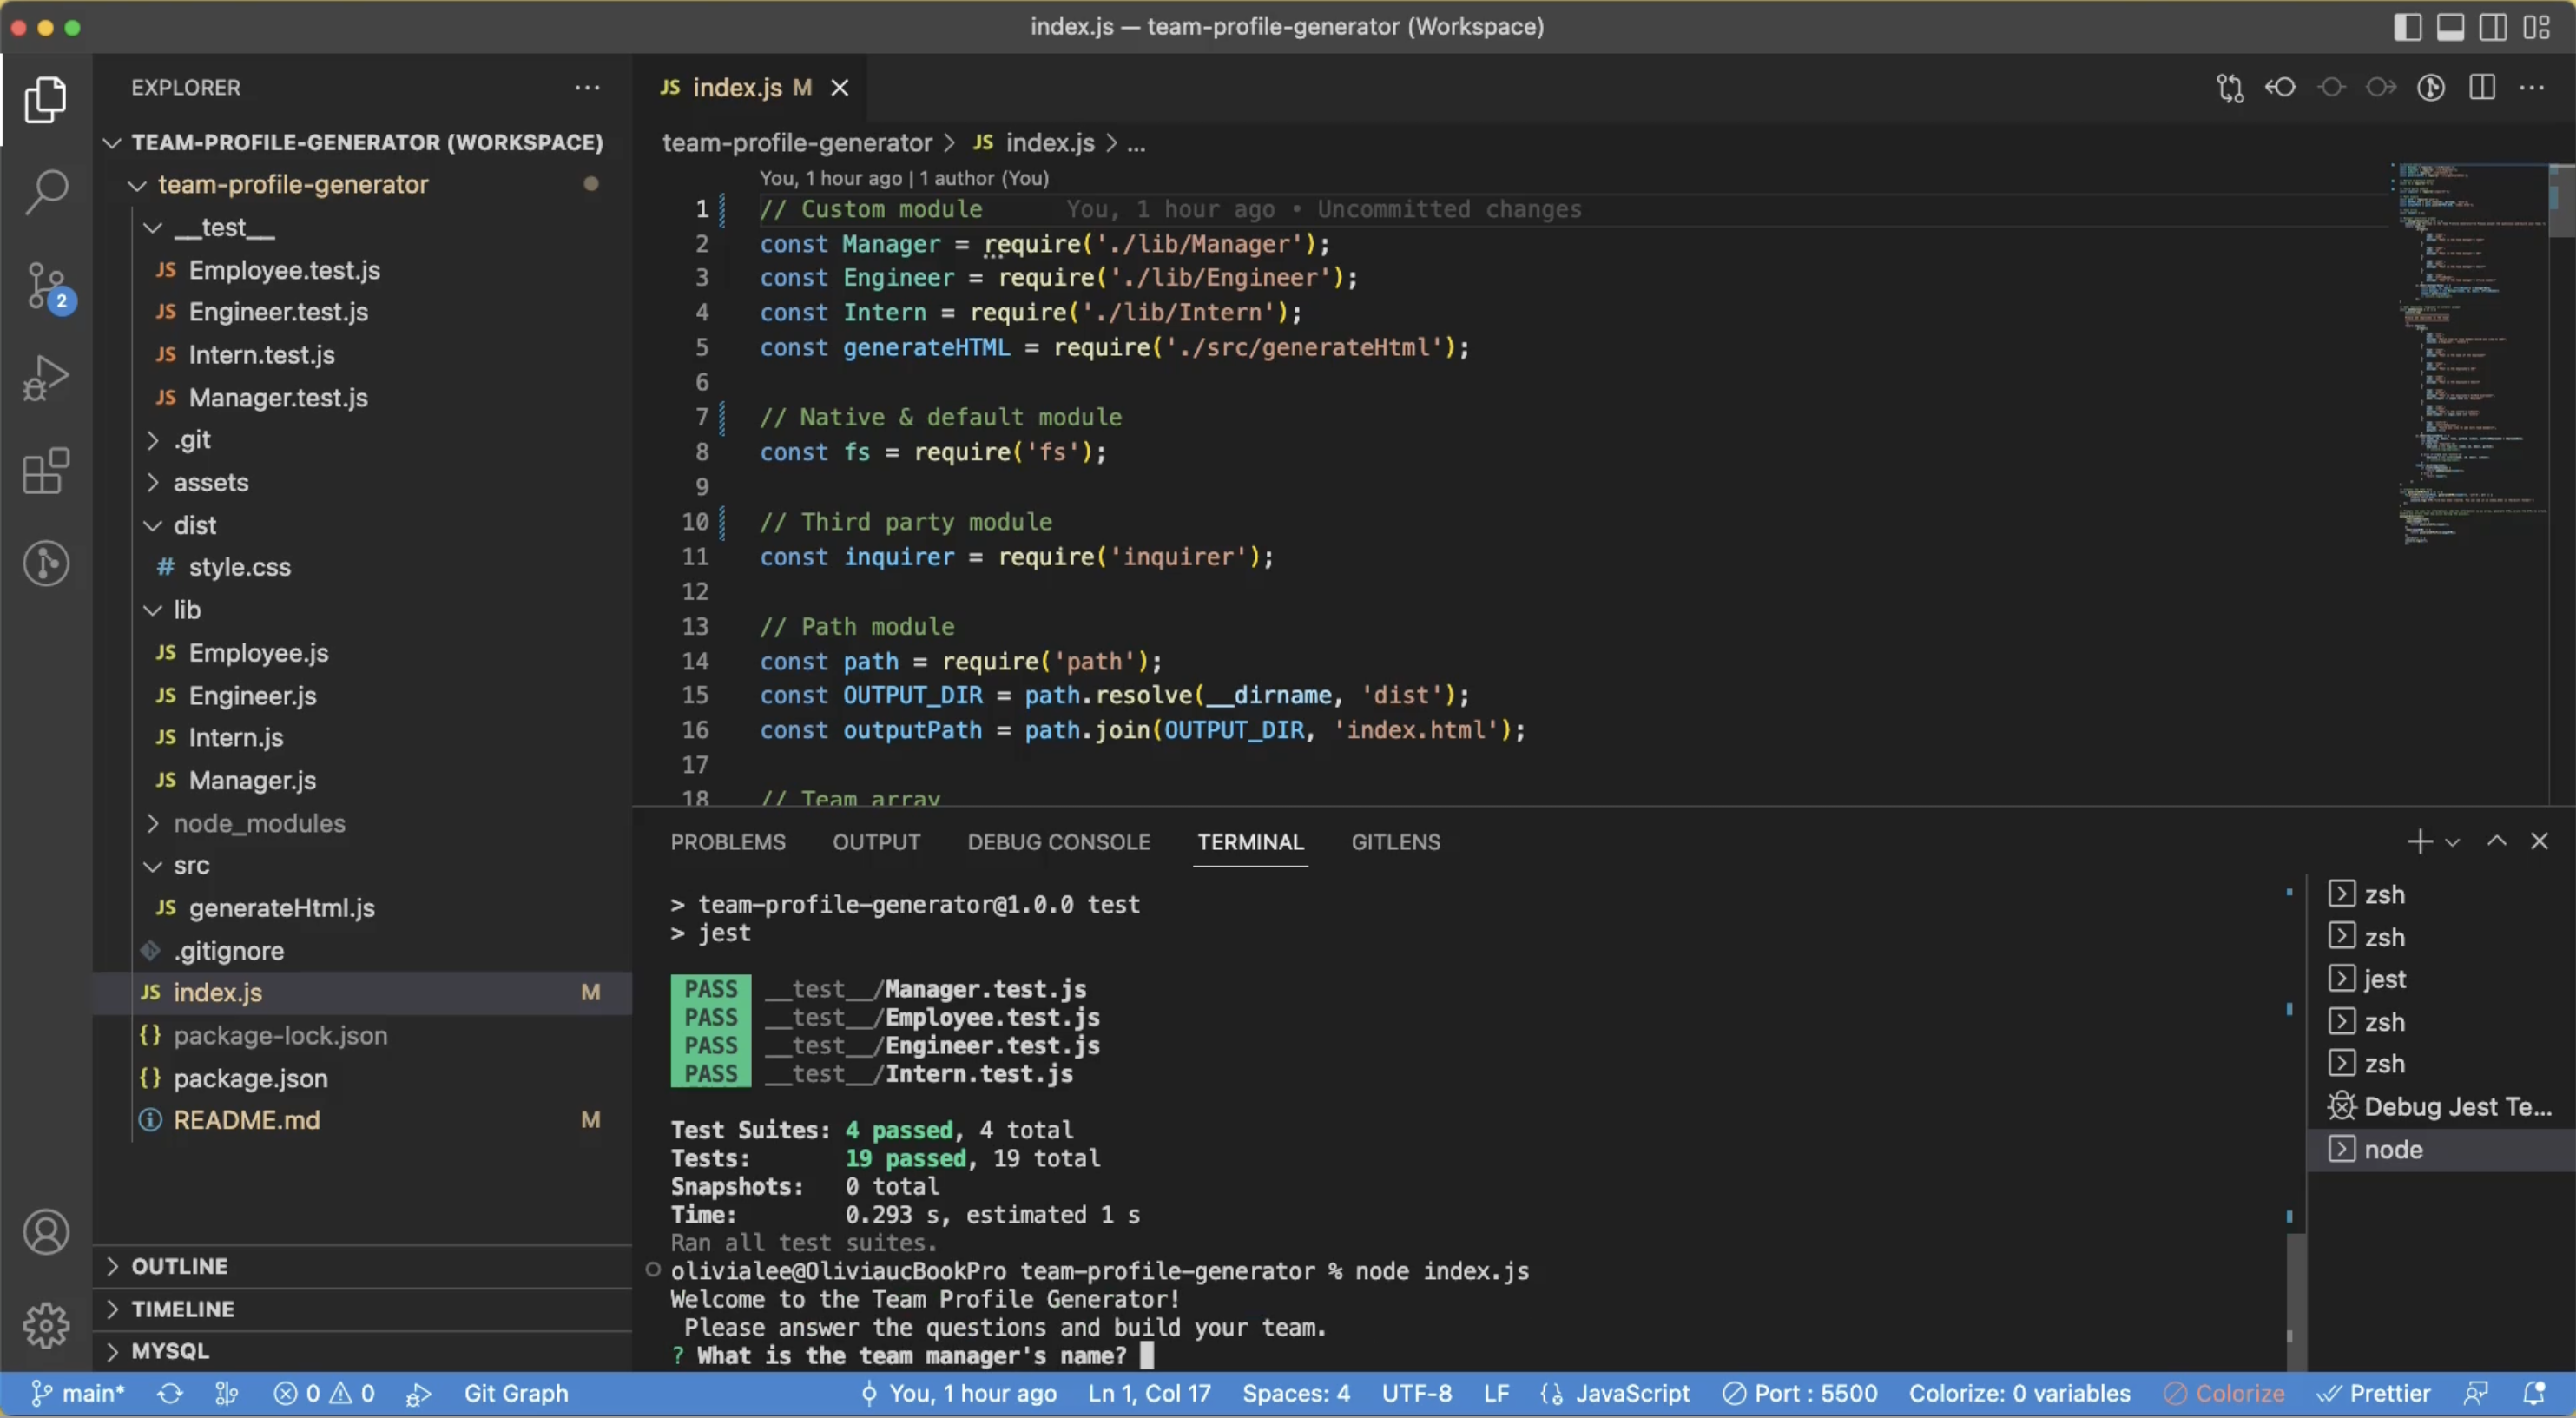 index.js — team-profile-generator (Workspace)
EXPLORER
TEAM-PROFILE-GENERATOR (WORKSPACE)
team-profile-generator
__test__
JS Employee.test.js
JS Engineer.test.js
JS Intern.test.js
JS Manager.test.js
.git
assets
dist
# style.css
lib
JS Employee.js
JS Engineer.js
JS Intern.js
JS Manager.js
node_modules
src
JS generateHtml.js
.gitignore
JS index.js M
{} package-lock.json
{} package.json
README.md M
OUTLINE
TIMELINE
MYSQL
2
JS index.js M
team-profile-generator > JS index.js > ...
You, 1 hour ago | 1 author (You)
1 // Custom module You, 1 hour ago • Uncommitted changes
2 const Manager = require('./lib/Manager');
3 const Engineer = require('./lib/Engineer');
4 const Intern = require('./lib/Intern');
5 const generateHTML = require('./src/generateHtml');
6
7 // Native & default module
8 const fs = require('fs');
9
10 // Third party module
11 const inquirer = require('inquirer');
12
13 // Path module
14 const path = require('path');
15 const OUTPUT_DIR = path.resolve(__dirname, 'dist');
16 const outputPath = path.join(OUTPUT_DIR, 'index.html');
17
18 // Team array
PROBLEMS OUTPUT DEBUG CONSOLE TERMINAL GITLENS
> team-profile-generator@1.0.0 test
> jest
PASS __test__/Manager.test.js
PASS __test__/Employee.test.js
PASS __test__/Engineer.test.js
PASS __test__/Intern.test.js
Test Suites: 4 passed, 4 total
Tests: 19 passed, 19 total
Snapshots: 0 total
Time: 0.293 s, estimated 1 s
Ran all test suites.
olivialee@OliviaucBookPro team-profile-generator % node index.js
Welcome to the Team Profile Generator!
Please answer the questions and build your team.
? What is the team manager's name?
zsh
zsh
jest
zsh
zsh
Debug Jest Te...
node
main* 0 0 Git Graph You, 1 hour ago Ln 1, Col 17 Spaces: 4 UTF-8 LF {} JavaScript Port : 5500 Colorize: 0 variables Colorize Prettier